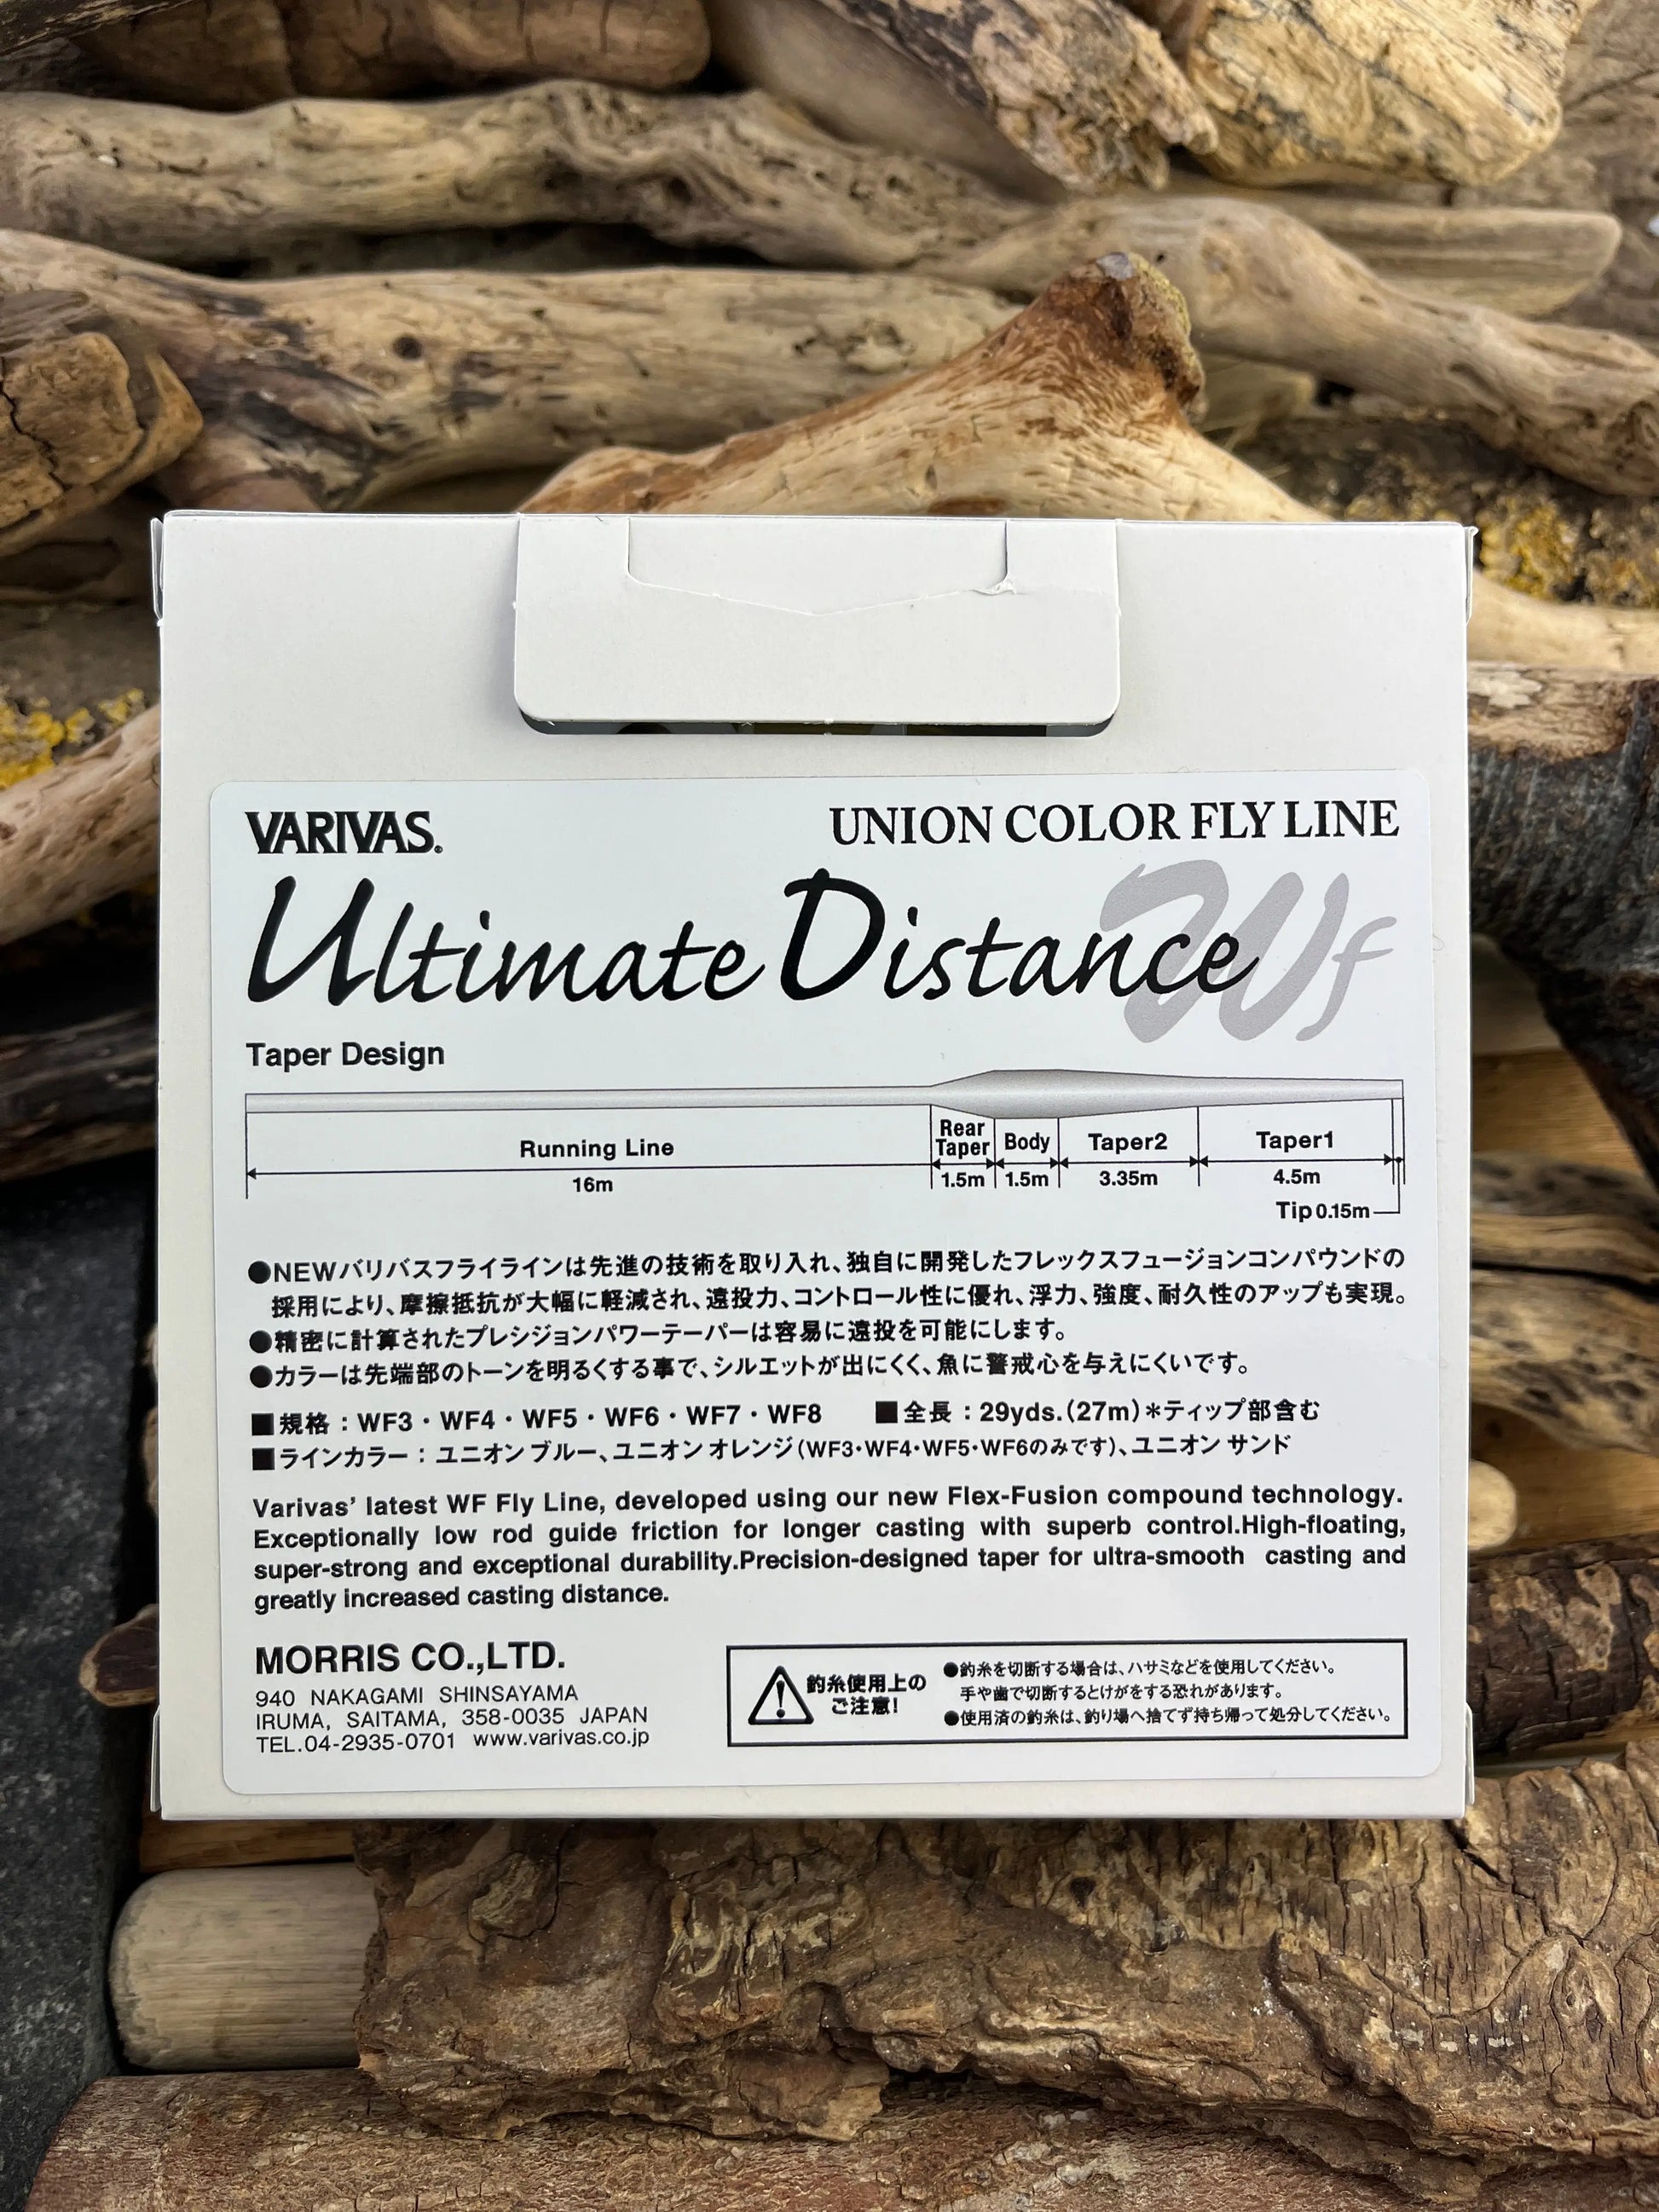 VARIVAS.
UNION COLOR FLY LINE
Ultimate Distance
Wf
Taper Design
Running Line
Rear
Taper
Body
Taper2
Taper1
16m
1.5m
1.5m
3.35m
4.5m
Tip 0.15m
●NEWバリバスフライラインは先進の技術を取り入れ、独自に開発したフレックスフュージョンコンパウンドの
採用により、摩擦抵抗が大幅に軽減され、遠投力、コントロール性に優れ、浮力、強度、耐久性のアップも実現。
●精密に計算されたプレシジョンパワーテーパーは容易に遠投を可能にします。
●カラーは先端部のトーンを明るくする事で、シルエットが出にくく、魚に警戒心を与えにくいです。
■規格：WF3・WF4・WF5・WF6・WF7・WF8 ■全長：29yds.(27m)＊ティップ部含む
■ラインカラー：ユニオン ブルー、ユニオン オレンジ(WF3・WF4・WF5・WF6のみです)、ユニオン サンド
Varivas' latest WF Fly Line, developed using our new Flex-Fusion compound technology.
Exceptionally low rod guide friction for longer casting with superb control.High-floating,
super-strong and exceptional durability.Precision-designed taper for ultra-smooth casting and
greatly increased casting distance.
MORRIS CO.,LTD.
940 NAKAGAMI SHINSAYAMA
IRUMA, SAITAMA, 358-0035 JAPAN
TEL.04-2935-0701 www.varivas.co.jp
釣糸使用上の
ご注意!
●釣糸を切断する場合は、ハサミなどを使用してください。
手や歯で切断するとけがをする恐れがあります。
●使用済の釣糸は、釣り場へ捨てず持ち帰って処分してください。